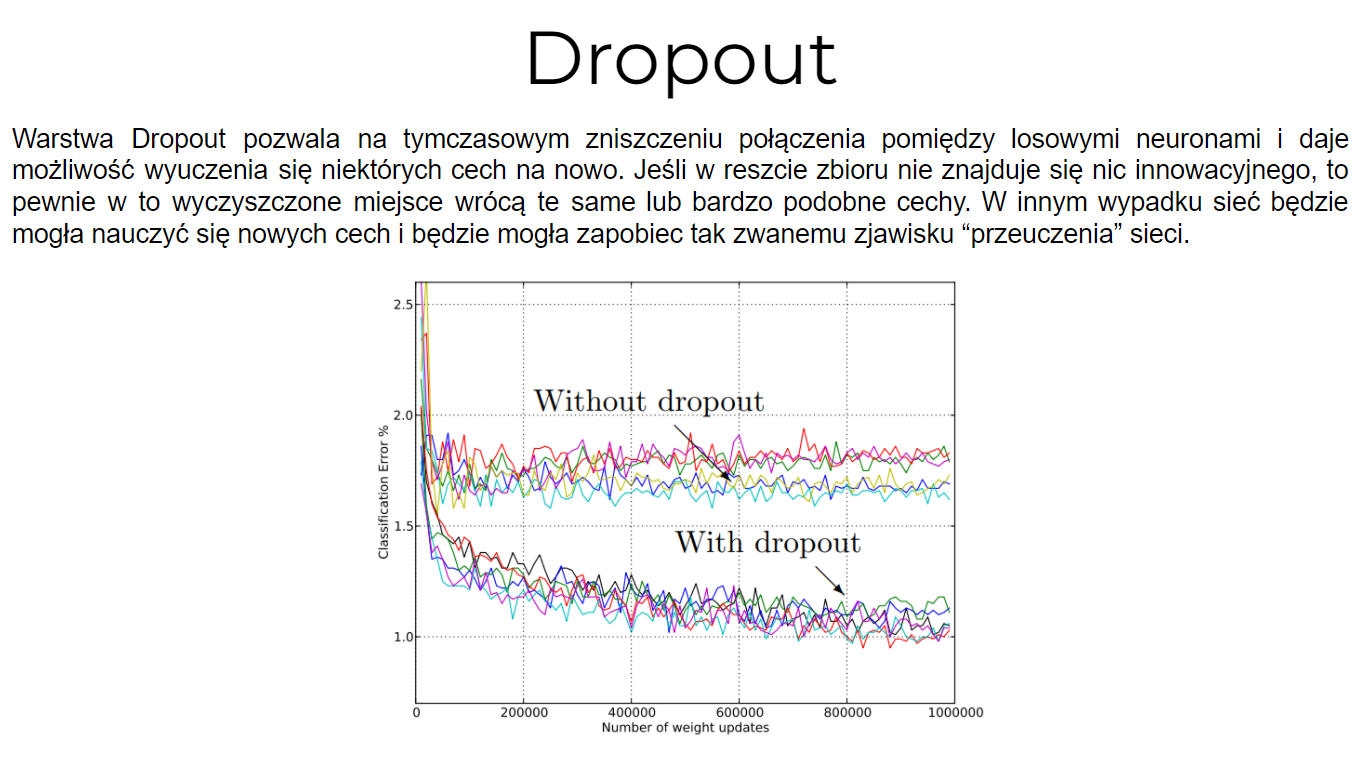 Dropout
Warstwa Dropout pozwala na tymczasowym zniszczeniu połączenia pomiędzy losowymi neuronami i daje
możliwość wyuczenia się niektórych cech na nowo. Jeśli w reszcie zbioru nie znajduje się nic innowacyjnego, to
pewnie w to wyczyszczone miejsce wrócą te same lub bardzo podobne cechy. W innym wypadku sieć będzie
mogła nauczyć się nowych cech i będzie mogła zapobiec tak zwanemu zjawisku “przeuczenia” sieci.
2.5
Without dropout
2.0
Classification Error %
1.5
With dropout
1.0
0 200000 400000 600000 800000 1000000
Number of weight updates